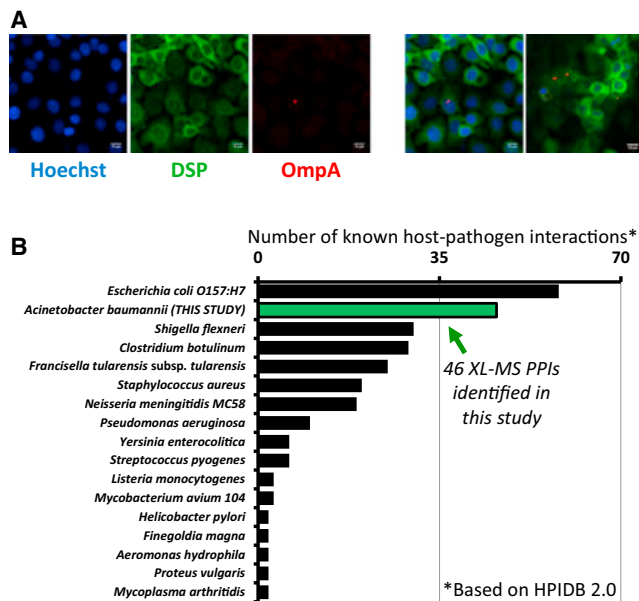 A
Hoechst
DSP
OmpA
B
Number of known host-pathogen interactions*
0
35
70
Escherichia coli O157:H7
Acinetobacter baumannii (THIS STUDY)
Shigella flexneri
Clostridium botulinum
Francisella tularensis subsp. tularensis
Staphylococcus aureus
Neisseria meningitidis MC58
Pseudomonas aeruginosa
Yersinia enterocolitica
Streptococcus pyogenes
Listeria monocytogenes
Mycobacterium avium 104
Helicobacter pylori
Finegoldia magna
Aeromonas hydrophila
Proteus vulgaris
Mycoplasma arthritidis
46 XL-MS PPIs
identified in
this study
*Based on HPIDB 2.0